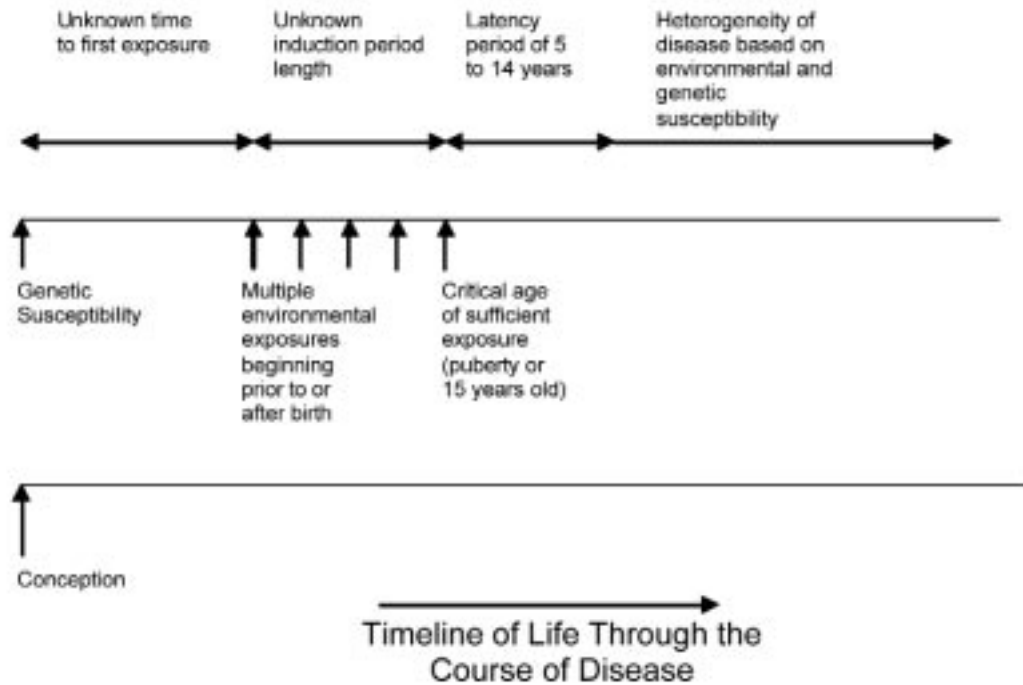 Unknown time
to first exposure
Unknown
induction period
length
Latency
period of 5
to 14 years
Heterogeneity of
disease based on
environmental and
genetic
susceptibility
Genetic
Susceptibility
Multiple
environmental
exposures
beginning
prior to or
after birth
Critical age
of sufficient
exposure
(puberty or
15 years old)
Conception
Timeline of Life Through the
Course of Disease